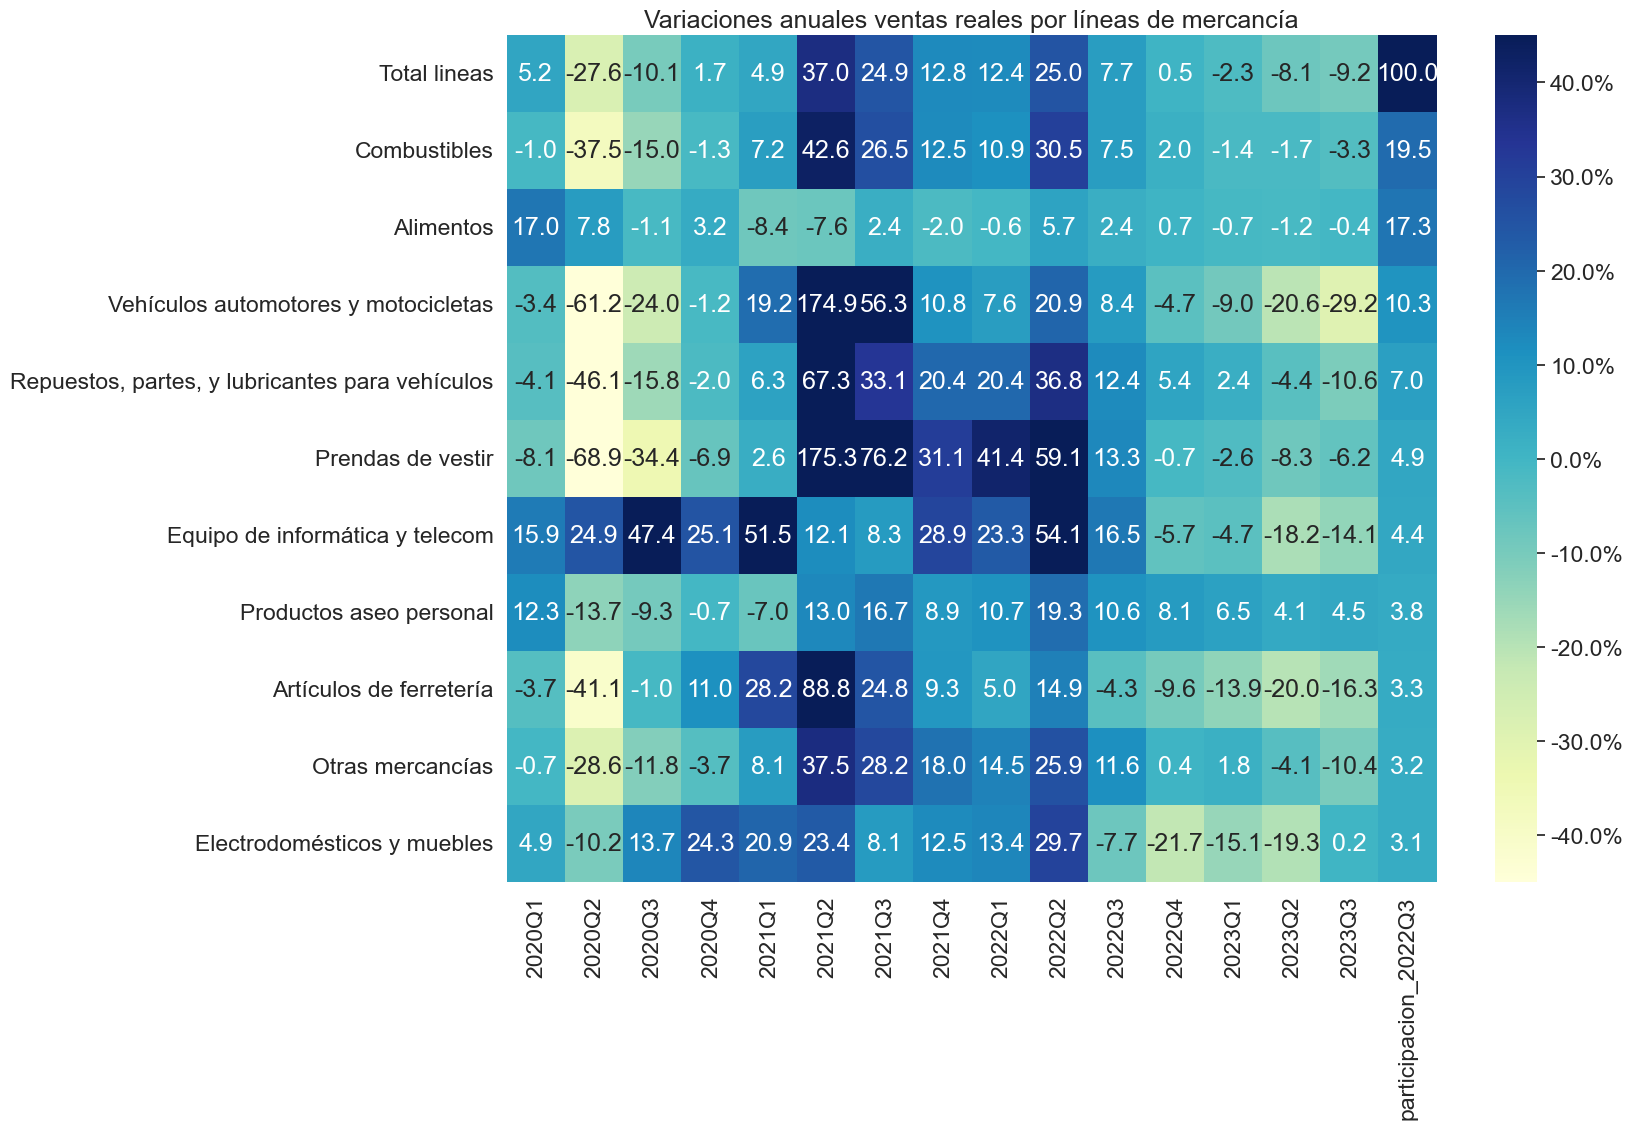 Variaciones anuales ventas reales por líneas de mercancía
Total lineas 5.2 -27.6 -10.1 1.7 4.9 37.0 24.9 12.8 12.4 25.0 7.7 0.5 -2.3 -8.1 -9.2 100.0
Combustibles -1.0 -37.5 -15.0 -1.3 7.2 42.6 26.5 12.5 10.9 30.5 7.5 2.0 -1.4 -1.7 -3.3 19.5
Alimentos 17.0 7.8 -1.1 3.2 -8.4 -7.6 2.4 -2.0 -0.6 5.7 2.4 0.7 -0.7 -1.2 -0.4 17.3
Vehículos automotores y motocicletas -3.4 -61.2 -24.0 -1.2 19.2 174.9 56.3 10.8 7.6 20.9 8.4 -4.7 -9.0 -20.6 -29.2 10.3
Repuestos, partes, y lubricantes para vehículos -4.1 -46.1 -15.8 -2.0 6.3 67.3 33.1 20.4 20.4 36.8 12.4 5.4 2.4 -4.4 -10.6 7.0
Prendas de vestir -8.1 -68.9 -34.4 -6.9 2.6 175.3 76.2 31.1 41.4 59.1 13.3 -0.7 -2.6 -8.3 -6.2 4.9
Equipo de informática y telecom 15.9 24.9 47.4 25.1 51.5 12.1 8.3 28.9 23.3 54.1 16.5 -5.7 -4.7 -18.2 -14.1 4.4
Productos aseo personal 12.3 -13.7 -9.3 -0.7 -7.0 13.0 16.7 8.9 10.7 19.3 10.6 8.1 6.5 4.1 4.5 3.8
Artículos de ferretería -3.7 -41.1 -1.0 11.0 28.2 88.8 24.8 9.3 5.0 14.9 -4.3 -9.6 -13.9 -20.0 -16.3 3.3
Otras mercancías -0.7 -28.6 -11.8 -3.7 8.1 37.5 28.2 18.0 14.5 25.9 11.6 0.4 1.8 -4.1 -10.4 3.2
Electrodomésticos y muebles 4.9 -10.2 13.7 24.3 20.9 23.4 8.1 12.5 13.4 29.7 -7.7 -21.7 -15.1 -19.3 0.2 3.1
2020Q1
2020Q2
2020Q3
2020Q4
2021Q1
2021Q2
2021Q3
2021Q4
2022Q1
2022Q2
2022Q3
2022Q4
2023Q1
2023Q2
2023Q3
participacion_2022Q3
40.0%
30.0%
20.0%
10.0%
0.0%
-10.0%
-20.0%
-30.0%
-40.0%